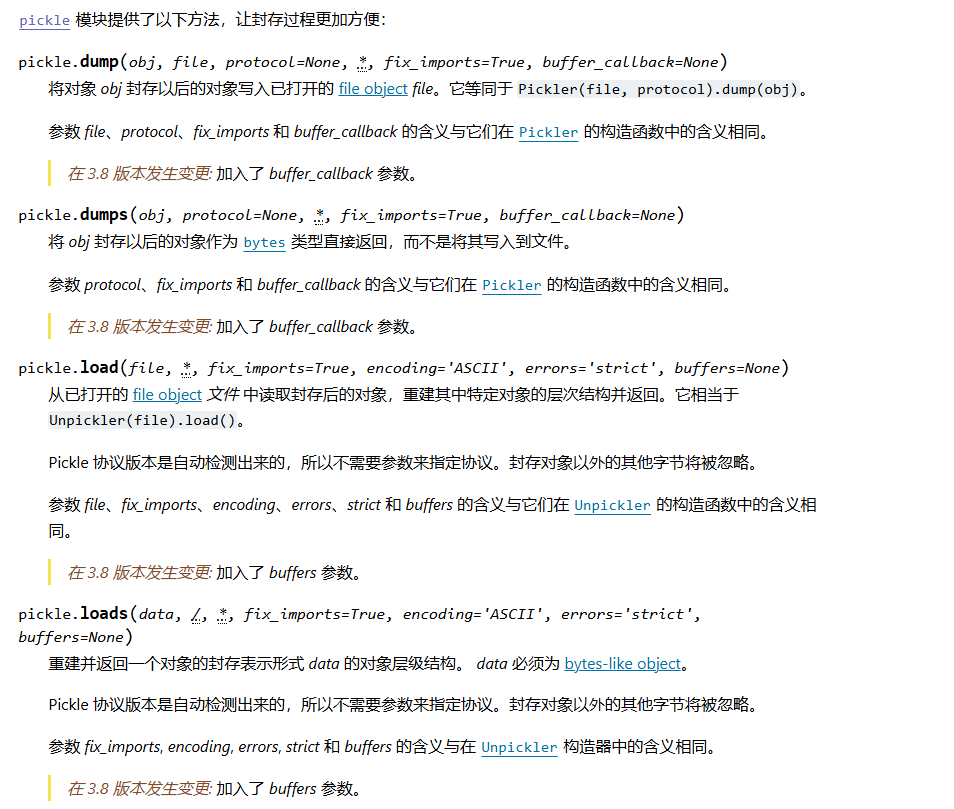 pickle 模块提供了以下方法，让封存过程更加方便：
pickle.dump(obj, file, protocol=None, *, fix_imports=True, buffer_callback=None)
将对象 obj 封存以后的对象写入已打开的 file object file。它等同于 Pickler(file, protocol).dump(obj)。
参数 file、protocol、fix_imports 和 buffer_callback 的含义与它们在 Pickler 的构造函数中的含义相同。
在 3.8 版本发生变更: 加入了 buffer_callback 参数。
pickle.dumps(obj, protocol=None, *, fix_imports=True, buffer_callback=None)
将 obj 封存以后的对象作为 bytes 类型直接返回，而不是将其写入到文件。
参数 protocol、fix_imports 和 buffer_callback 的含义与它们在 Pickler 的构造函数中的含义相同。
在 3.8 版本发生变更: 加入了 buffer_callback 参数。
pickle.load(file, *, fix_imports=True, encoding='ASCII', errors='strict', buffers=None)
从已打开的 file object 文件 中读取封存后的对象，重建其中特定对象的层次结构并返回。它相当于
Unpickler(file).load()。
Pickle 协议版本是自动检测出来的，所以不需要参数来指定协议。封存对象以外的其他字节将被忽略。
参数 file、fix_imports、encoding、errors、strict 和 buffers 的含义与它们在 Unpickler 的构造函数中的含义相
同。
在 3.8 版本发生变更: 加入了 buffers 参数。
pickle.loads(data, /, *, fix_imports=True, encoding='ASCII', errors='strict',
buffers=None)
重建并返回一个对象的封存表示形式 data 的对象层级结构。 data 必须为 bytes-like object。
Pickle 协议版本是自动检测出来的，所以不需要参数来指定协议。封存对象以外的其他字节将被忽略。
参数 fix_imports, encoding, errors, strict 和 buffers 的含义与在 Unpickler 构造器中的含义相同。
在 3.8 版本发生变更: 加入了 buffers 参数。